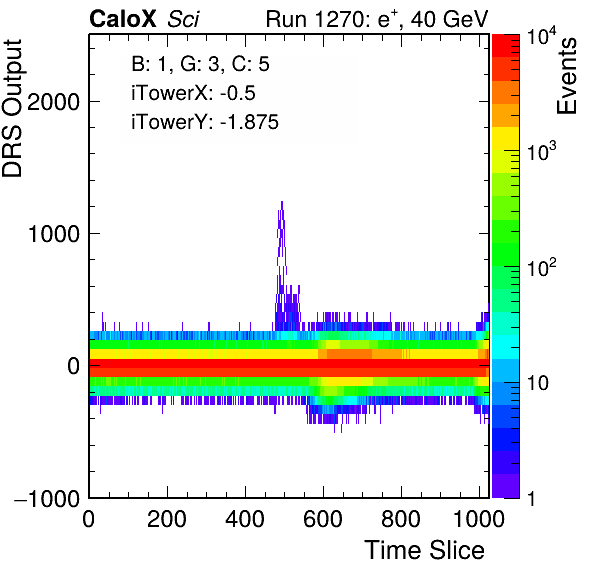 CaloX Sci Run 1270: e⁺, 40 GeV
B: 1, G: 3, C: 5
iTowerX: -0.5
iTowerY: -1.875
DRS Output
2000
1000
0
−1000
0 200 400 600 800 1000
Time Slice
10⁴
10³
10²
10
1
Events